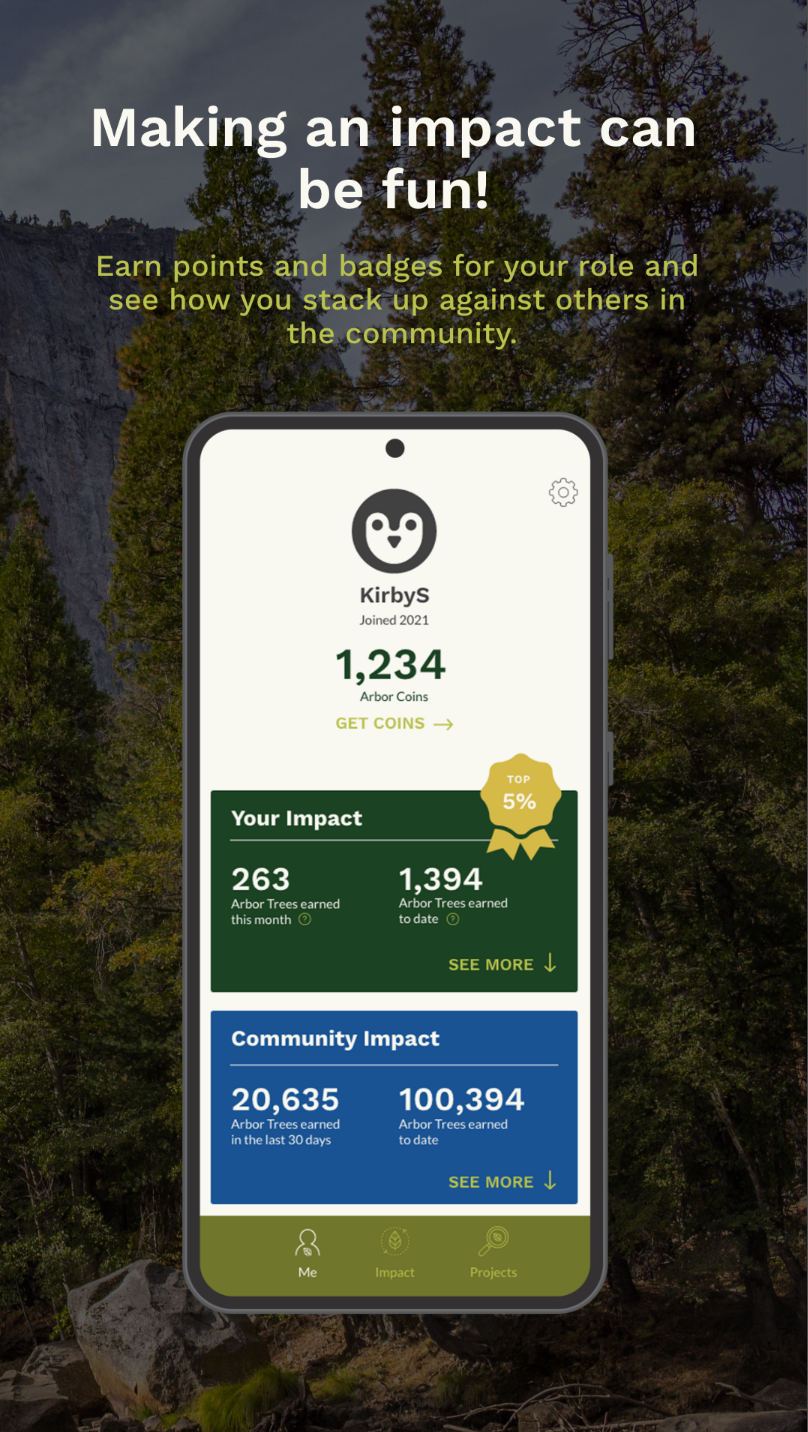 Making an impact can
be fun!
Earn points and badges for your role and
see how you stack up against others in
the community.
KirbyS
Joined 2021
1,234
Arbor Coins
GET COINS →
TOP
5%
Your Impact
263
Arbor Trees earned
this month ?
1,394
Arbor Trees earned
to date ?
SEE MORE ↓
Community Impact
20,635
Arbor Trees earned
in the last 30 days
100,394
Arbor Trees earned
to date
SEE MORE ↓
Me
Impact
Projects